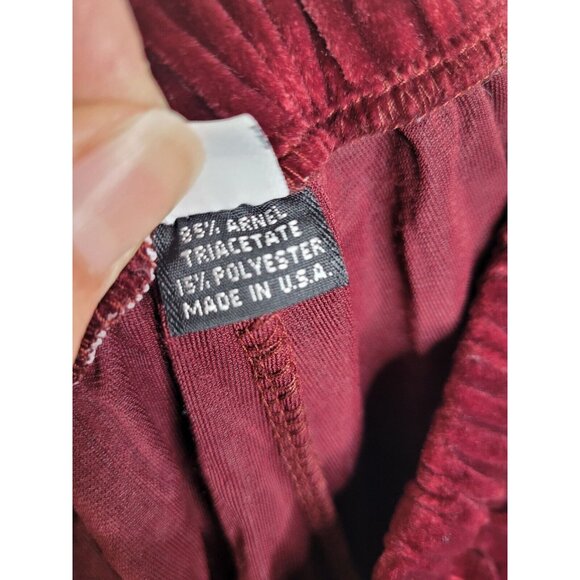 85% ARNEL
TRIACETATE
15% POLYESTER
MADE IN U.S.A.